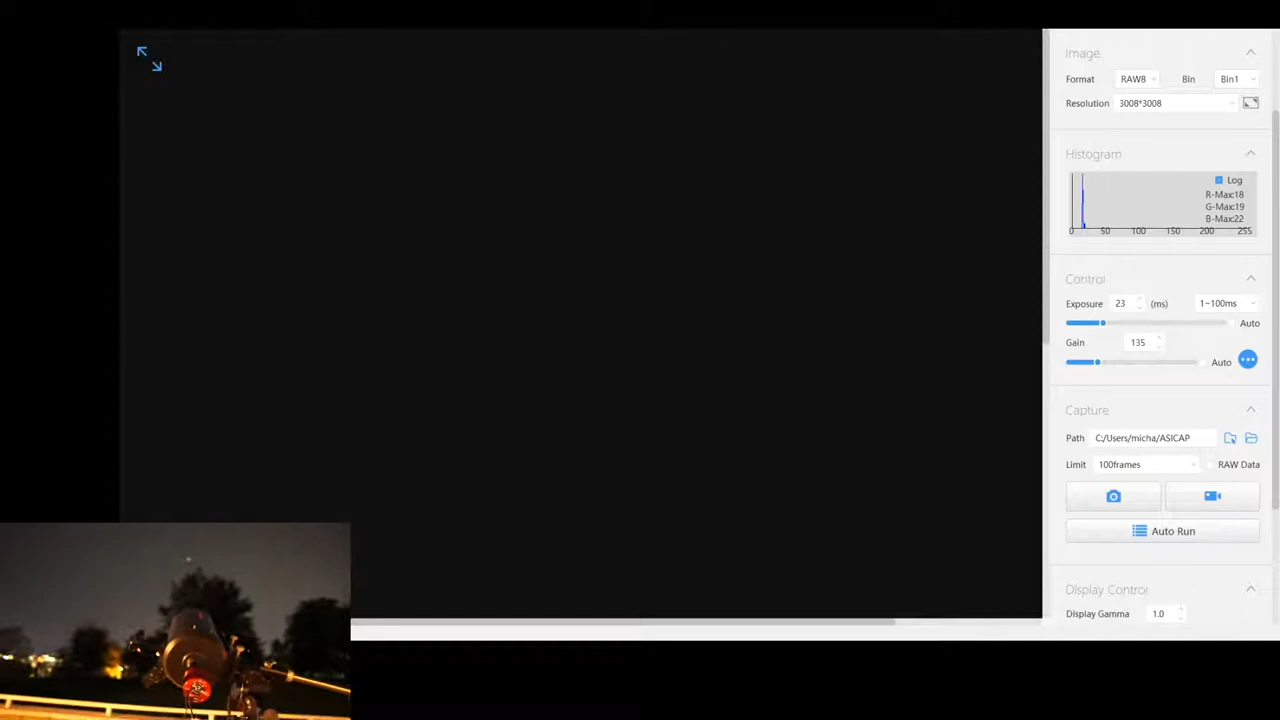 Image
Format RAW8 Bin Bin1
Resolution 3008*3008
Histogram
Log
R-Max:18
G-Max:19
B-Max:22
0 50 100 150 200 255
Control
Exposure 23 (ms) 1~100ms
Auto
Gain 135
Auto
Capture
Path C:/Users/micha/ASICAP
Limit 100frames RAW Data
Auto Run
Display Control
Display Gamma 1.0